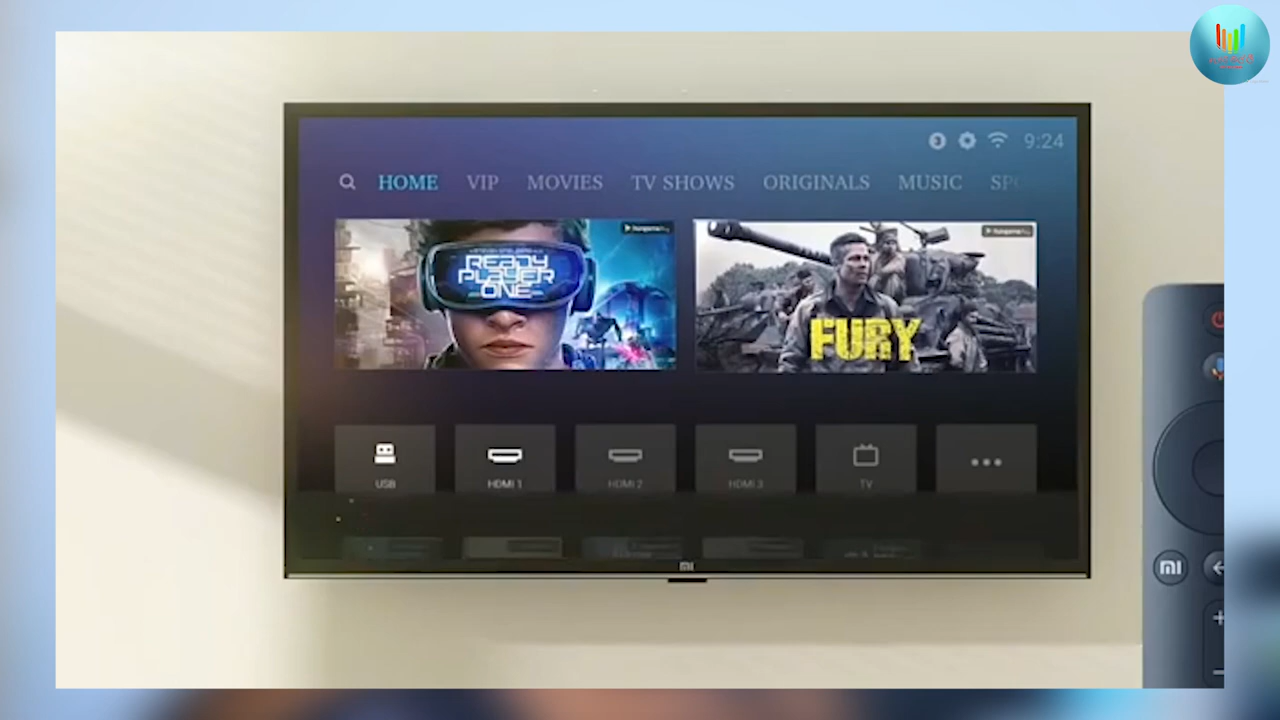 9:24
HOME VIP MOVIES TV SHOWS ORIGINALS MUSIC
READY
PLAYER
ONE
FURY
USB HDMI 1 HDMI 2 HDMI 3 TV
mi
mi